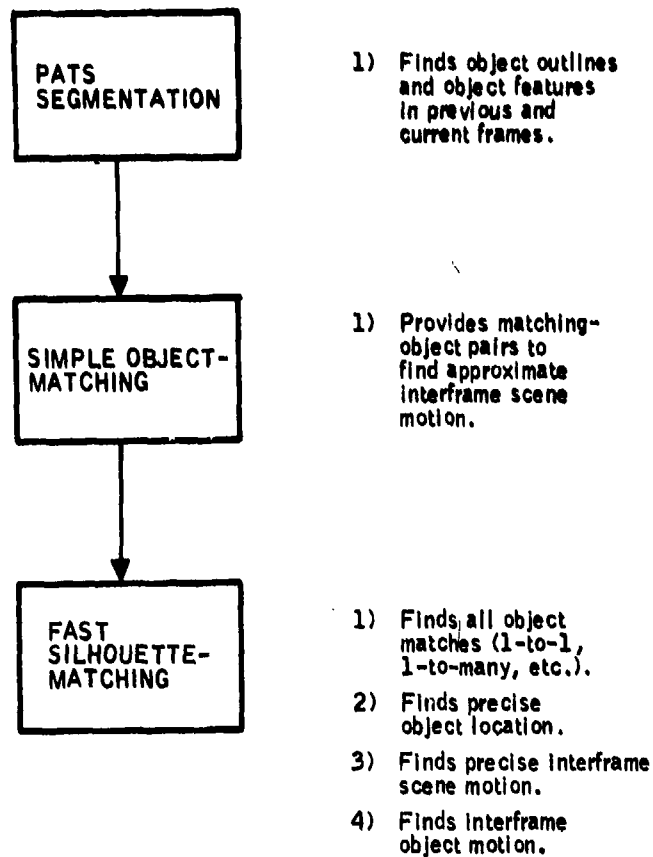 PATS
SEGMENTATION
1) Finds object outlines
and object features
in previous and
current frames.
SIMPLE OBJECT-
MATCHING
1) Provides matching-
object pairs to
find approximate
interframe scene
motion.
FAST
SILHOUETTE-
MATCHING
1) Finds all object
matches (1-to-1,
1-to-many, etc.).
2) Finds precise
object location.
3) Finds precise interframe
scene motion.
4) Finds interframe
object motion.